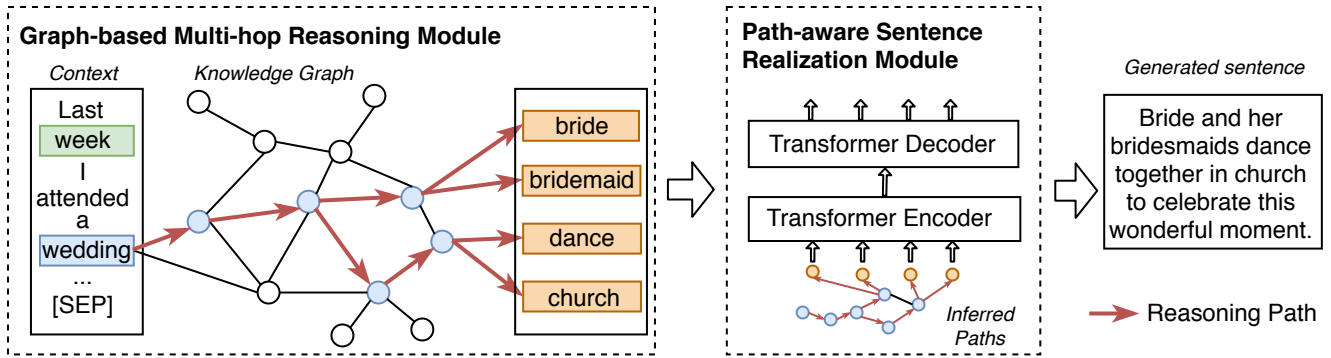 Graph-based Multi-hop Reasoning Module
Context
Knowledge Graph
Last
week
I
attended
a
wedding
...
[SEP]
bride
bridemaid
dance
church
Path-aware Sentence
Realization Module
Transformer Decoder
Transformer Encoder
Inferred
Paths
Generated sentence
Bride and her
bridesmaids dance
together in church
to celebrate this
wonderful moment.
Reasoning Path